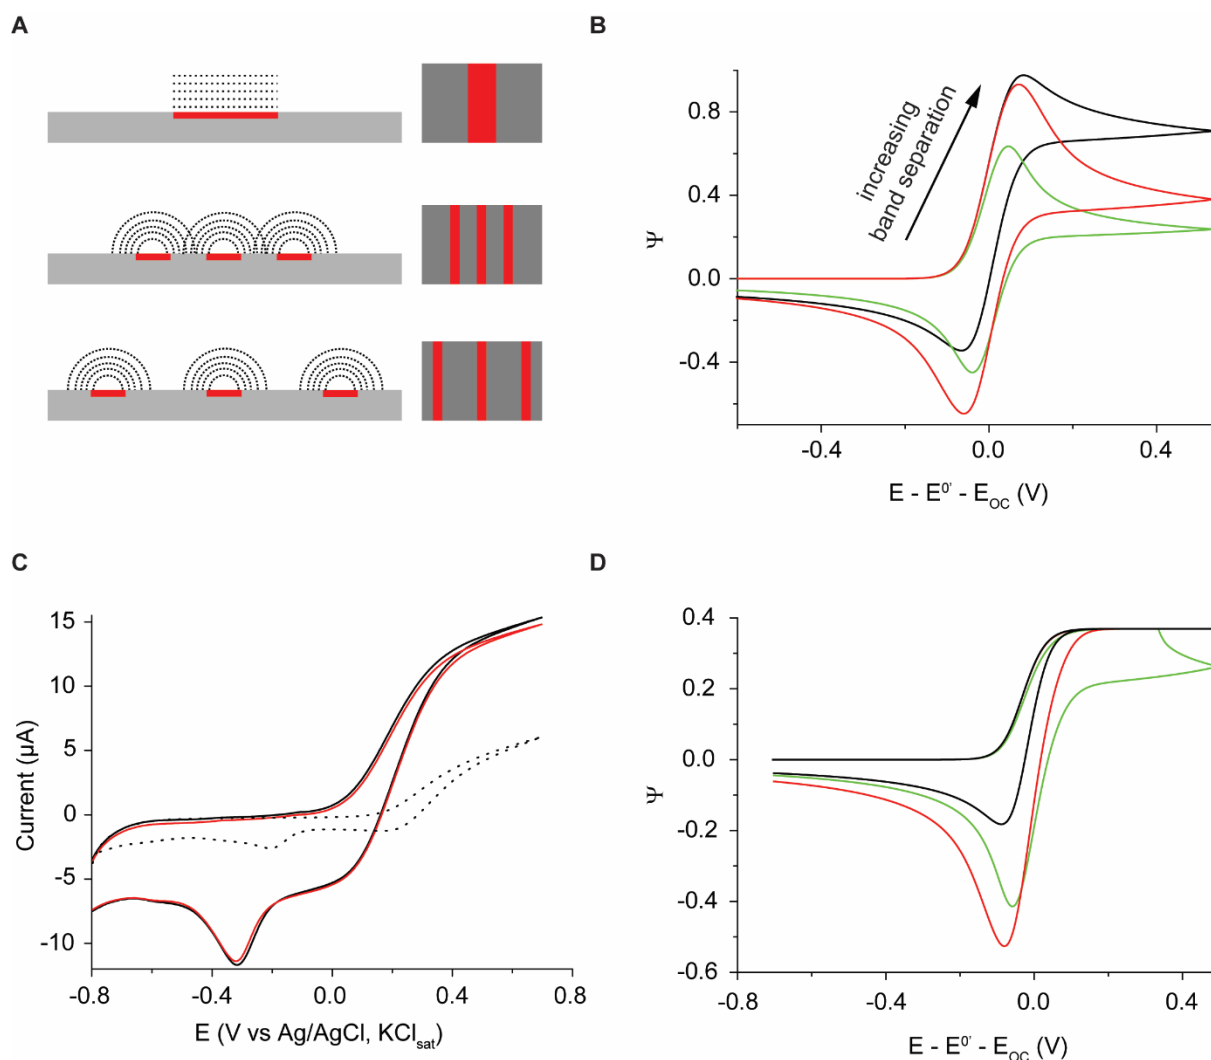 A
B
0.8
0.4
0.0
-0.4
Ψ
increasing
band separation
-0.4
0.0
0.4
E - E0' - EOC (V)
C
15
10
5
0
-5
-10
Current (µA)
-0.8
-0.4
0.0
0.4
0.8
E (V vs Ag/AgCl, KClsat)
D
0.4
0.2
0.0
-0.2
-0.4
-0.6
Ψ
-0.8
-0.4
0.0
0.4
E - E0' - EOC (V)